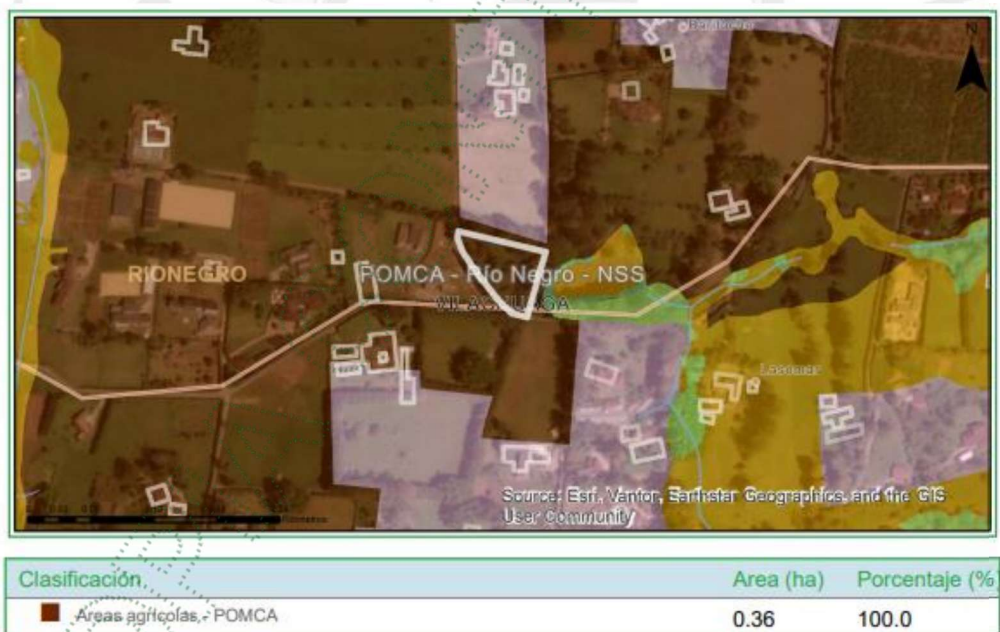 N
RIONEGRO
POMCA - Río Negro - NSS
Source: Esri, Vantor, Earthstar Geographics, and the GIS
User Community
Clasificación Area (ha) Porcentaje (%)
Areas agrícolas - POMCA 0.36 100.0